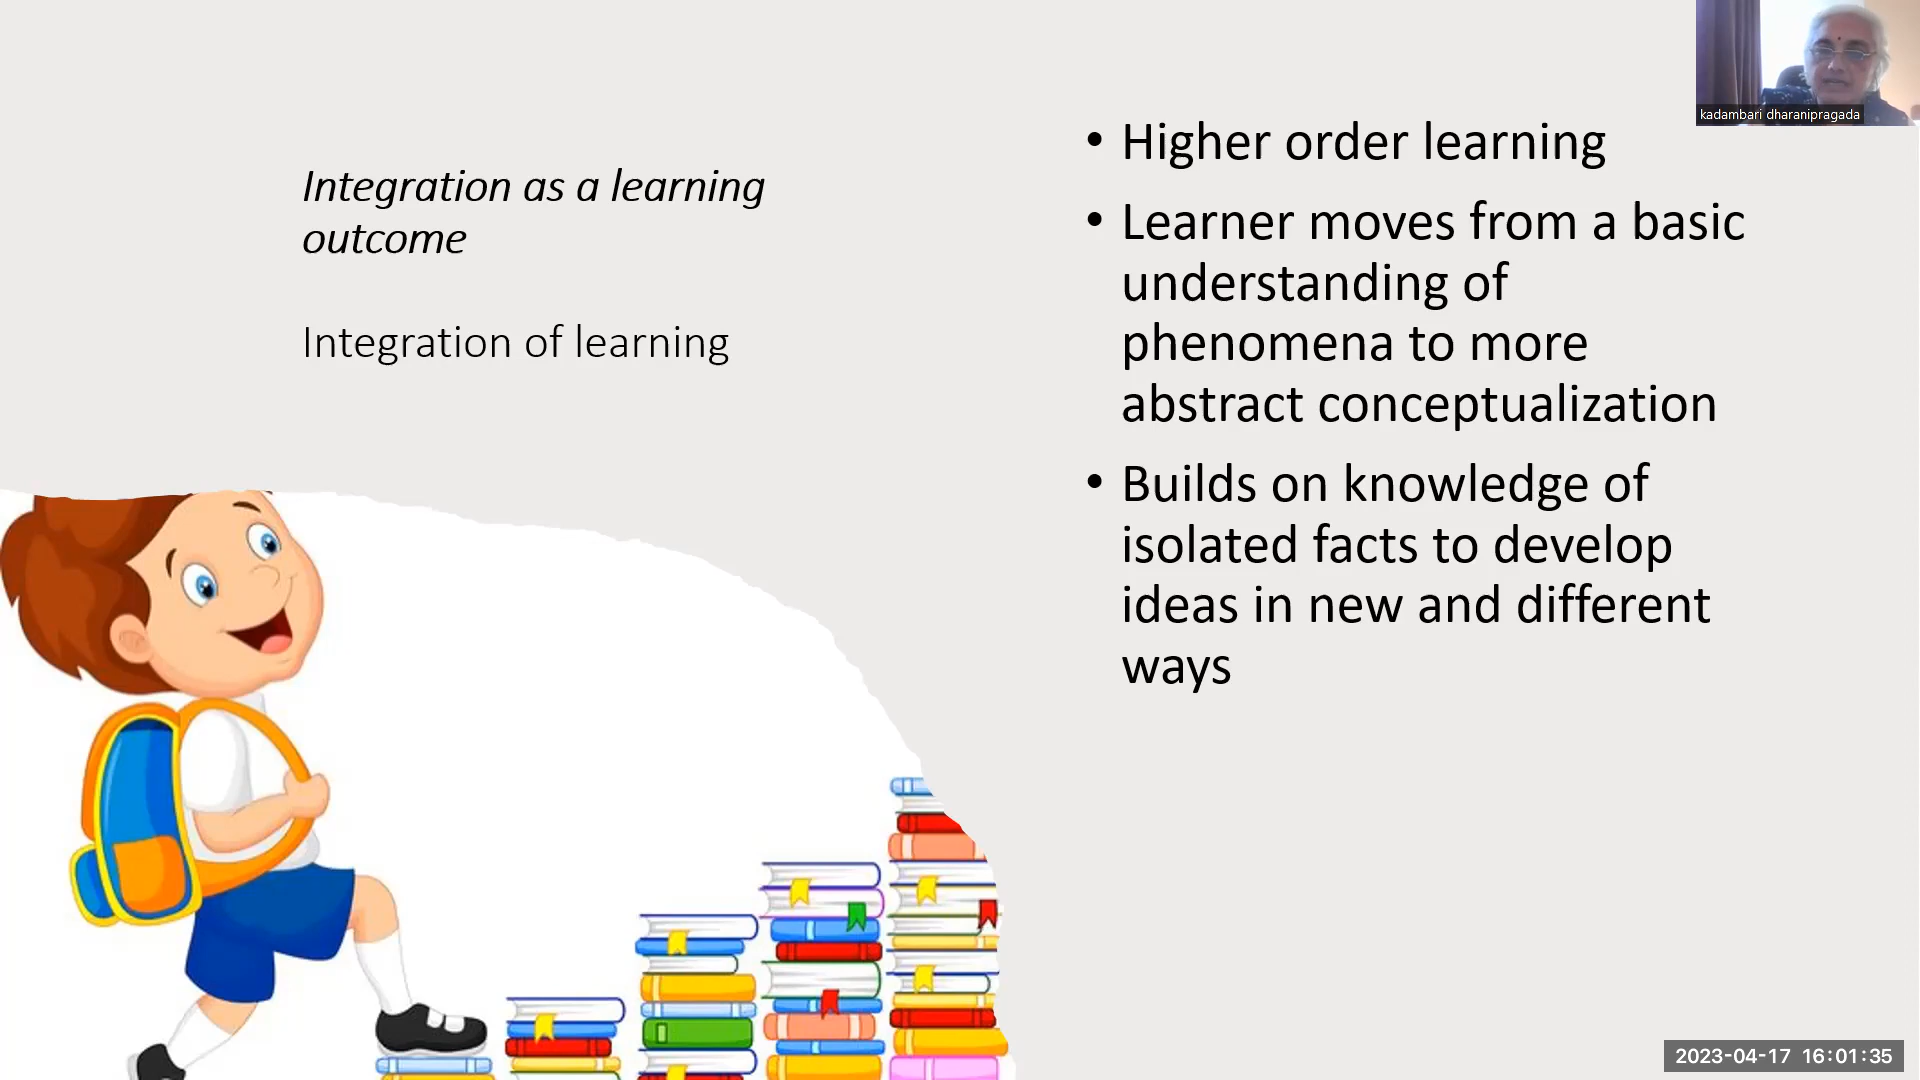 Integration as a learning
outcome
Integration of learning
• Higher order learning
• Learner moves from a basic
understanding of
phenomena to more
abstract conceptualization
• Builds on knowledge of
isolated facts to develop
ideas in new and different
ways
kadambari dharanipragada
2023-04-17 16:01:35